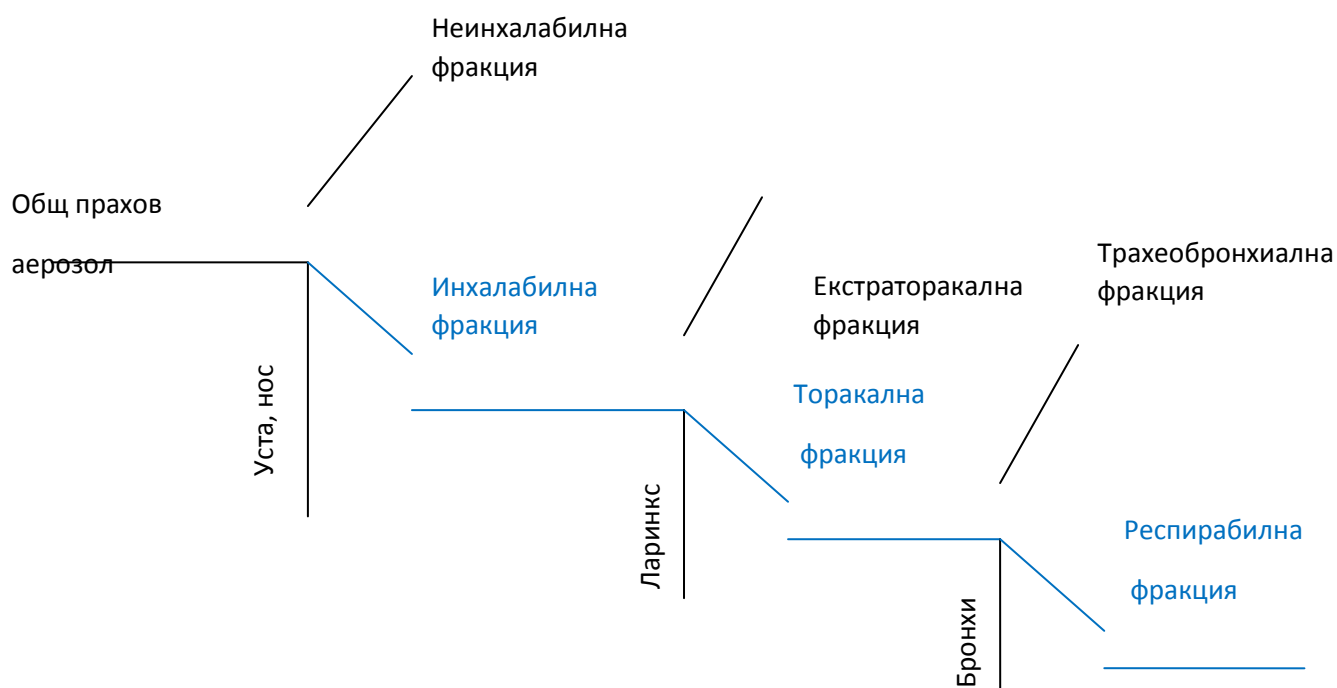 Неинхалабилна
фракция
Общ прахов
аерозол
Инхалабилна
фракция
Уста, нос
Екстраторакална
фракция
Торакална
фракция
Ларинкс
Трахеобронхиална
фракция
Респирабилна
фракция
Бронхи